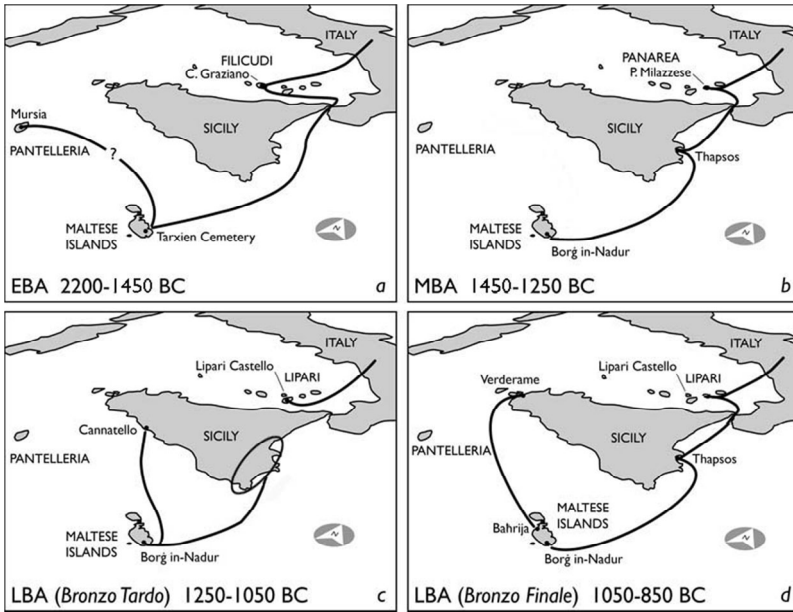 ITALY
FILICUDI
C. Graziano
Mursia
SICILY
PANTELLERIA
?
MALTESE
ISLANDS
Tarxien Cemetery
N
EBA 2200-1450 BC
a
ITALY
PANAREA
P. Milazzese
SICILY
PANTELLERIA
Thapsos
MALTESE
ISLANDS
Borġ in-Nadur
N
MBA 1450-1250 BC
b
ITALY
Lipari Castello
LIPARI
Cannatello
SICILY
PANTELLERIA
MALTESE
ISLANDS
Borġ in-Nadur
N
LBA (Bronzo Tardo) 1250-1050 BC
c
ITALY
Lipari Castello
LIPARI
Verderame
SICILY
PANTELLERIA
Thapsos
MALTESE
ISLANDS
Bahrija
Borġ in-Nadur
N
LBA (Bronzo Finale) 1050-850 BC
d